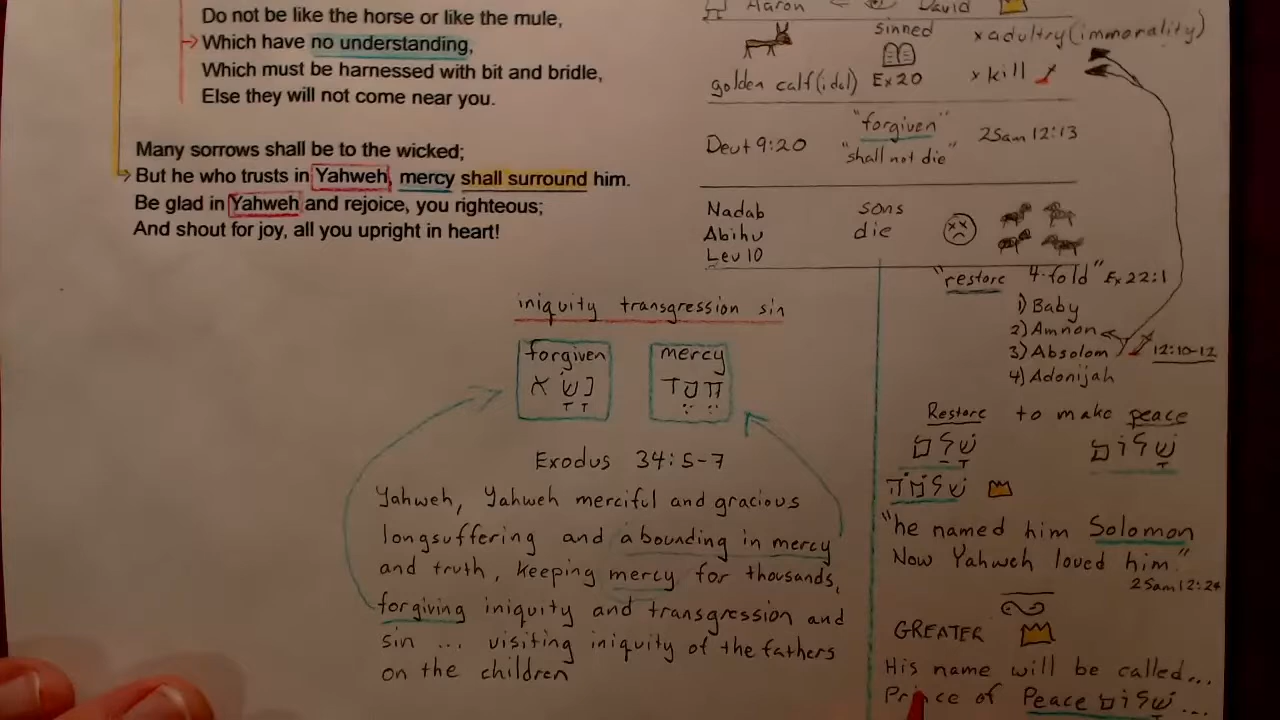 Do not be like the horse or like the mule,
Which have no understanding,
Which must be harnessed with bit and bridle,
Else they will not come near you.
Many sorrows shall be to the wicked;
But he who trusts in Yahweh, mercy shall surround him.
Be glad in Yahweh and rejoice, you righteous;
And shout for joy, all you upright in heart!
iniquity transgression sin
forgiven mercy
נָשָׂא חֶסֶד
Exodus 34:5-7
Yahweh, Yahweh merciful and gracious
longsuffering and abounding in mercy
and truth, keeping mercy for thousands,
forgiving iniquity and transgression and
sin ... visiting iniquity of the fathers
on the children
Aaron David
sinned x adultry (immorality)
golden calf (idol) Ex 20 x kill
"forgiven"
Deut 9:20 2Sam 12:13
"shall not die"
Nadab sons
Abihu die
Lev 10
"restore 4-fold" Ex 22:1
1) Baby
2) Amnon
3) Absolom 12:10-12
4) Adonijah
Restore to make peace
שָׁלַם שָׁלוֹם
שׁלֹמֹה
"he named him Solomon
Now Yahweh loved him."
2Sam 12:24
GREATER
His name will be called...
Prince of Peace שָׁלוֹם ...